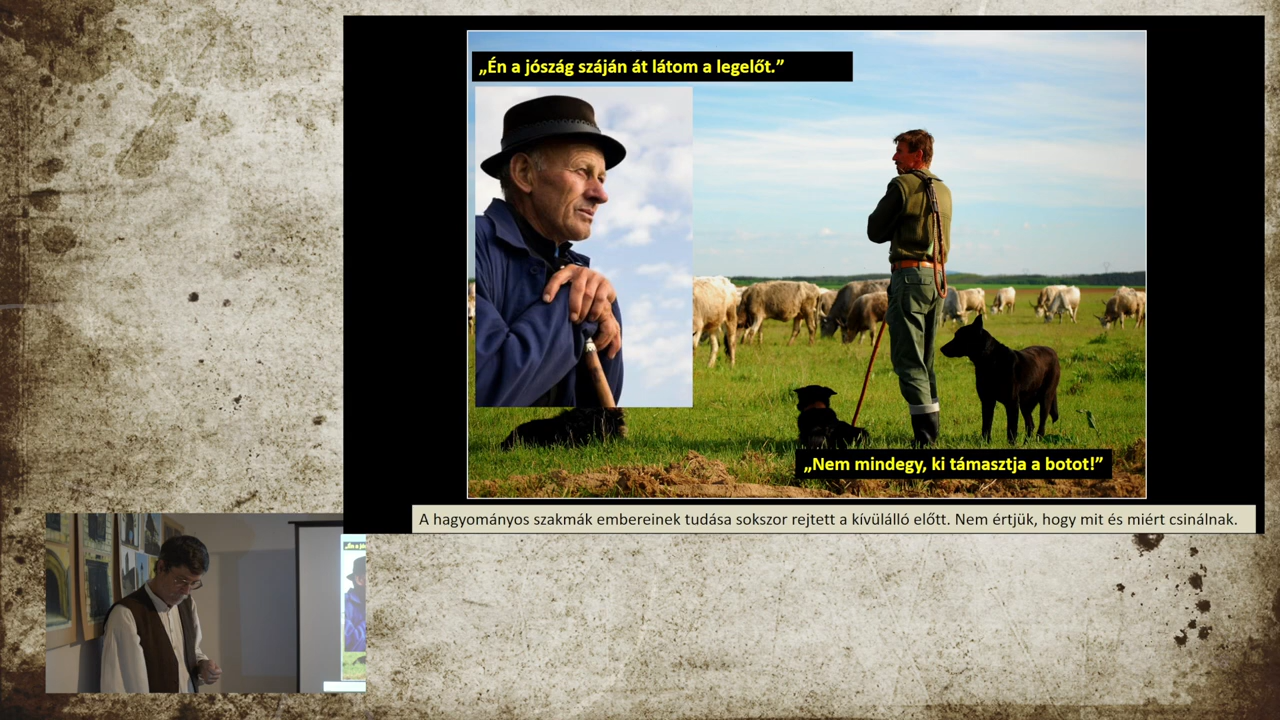 „Én a jószág száján át látom a legelőt.”
„Nem mindegy, ki támasztja a botot!”
A hagyományos szakmák embereinek tudása sokszor rejtett a kívülálló előtt. Nem értjük, hogy mit és miért csinálnak.